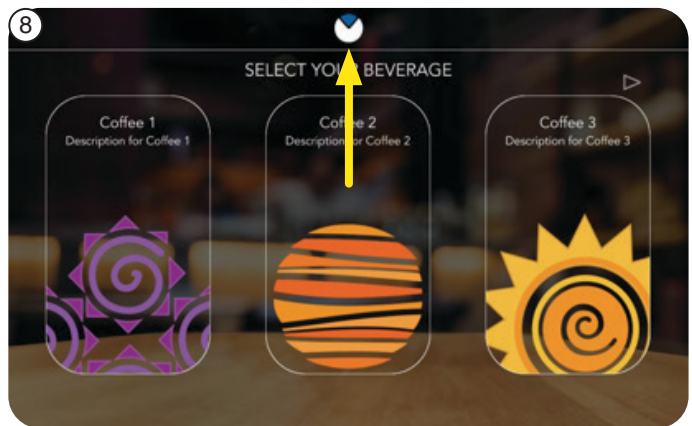 8
SELECT YOUR BEVERAGE
Coffee 1
Description for Coffee 1
Coffee 2
Description for Coffee 2
Coffee 3
Description for Coffee 3